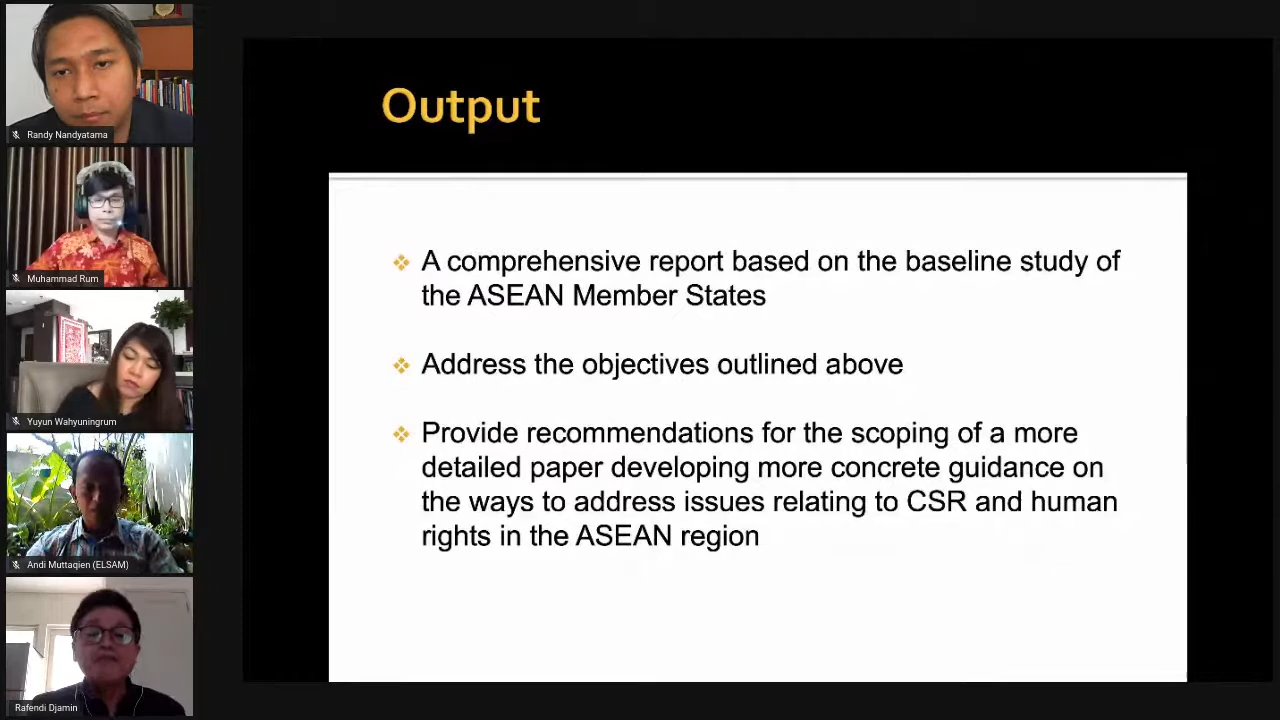 Randy Nandyatama
Muhammad Rum
Yuyun Wahyuningrum
Andi Muttaqien (ELSAM)
Rafendi Djamin
Output
A comprehensive report based on the baseline study of
the ASEAN Member States
Address the objectives outlined above
Provide recommendations for the scoping of a more
detailed paper developing more concrete guidance on
the ways to address issues relating to CSR and human
rights in the ASEAN region